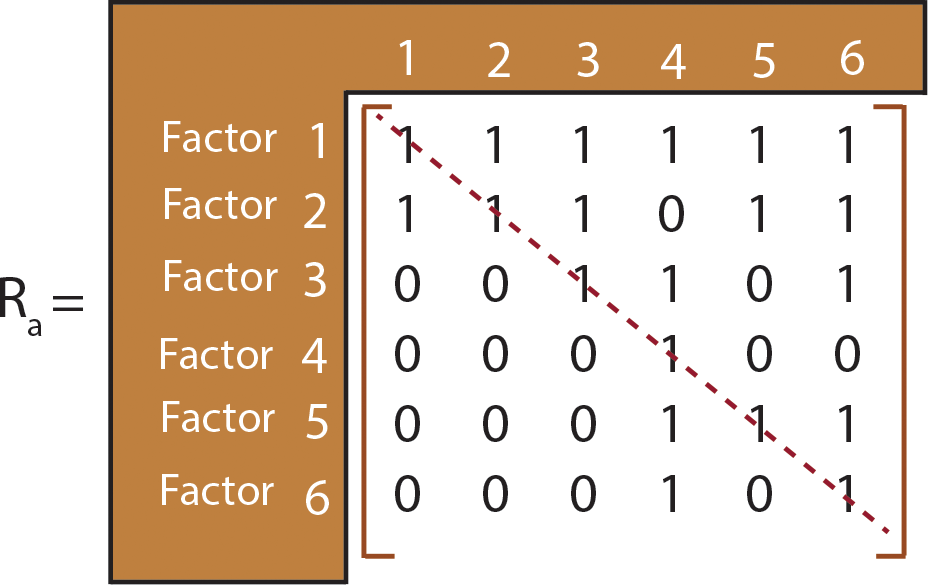 1 2 3 4 5 6
Factor 1 1 1 1 1 1 1
Factor 2 1 1 1 0 1 1
Factor 3 0 0 1 1 0 1
Ra =
Factor 4 0 0 0 1 0 0
Factor 5 0 0 0 1 1 1
Factor 6 0 0 0 1 0 1